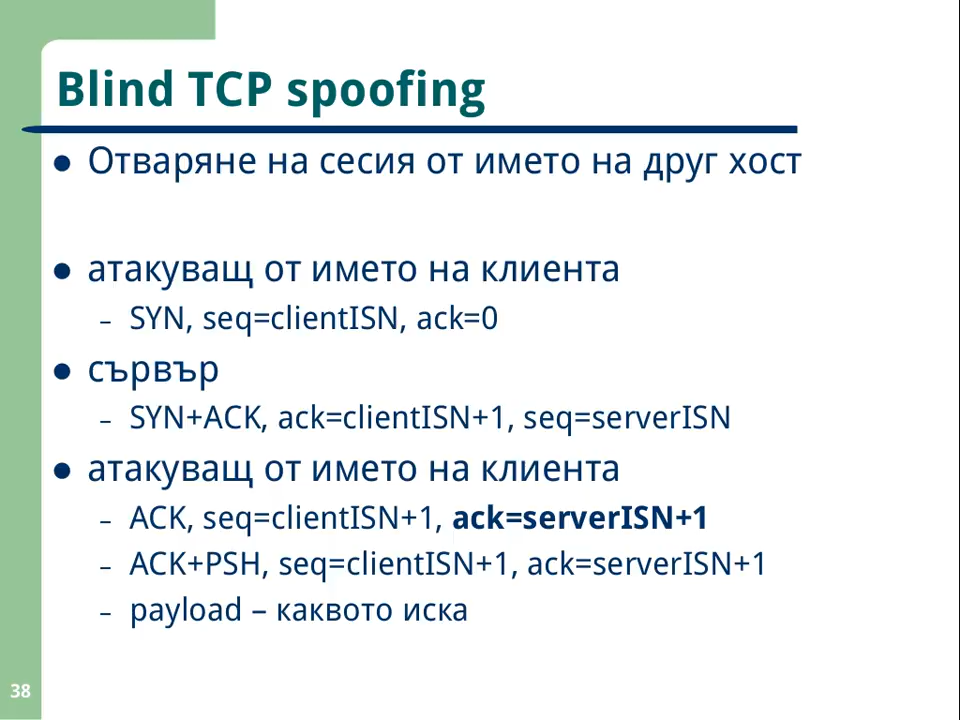 Blind TCP spoofing
● Отваряне на сесия от името на друг хост
● атакуващ от името на клиента
– SYN, seq=clientISN, ack=0
● сървър
– SYN+ACK, ack=clientISN+1, seq=serverISN
● атакуващ от името на клиента
– ACK, seq=clientISN+1, ack=serverISN+1
– ACK+PSH, seq=clientISN+1, ack=serverISN+1
– payload – каквото иска
38